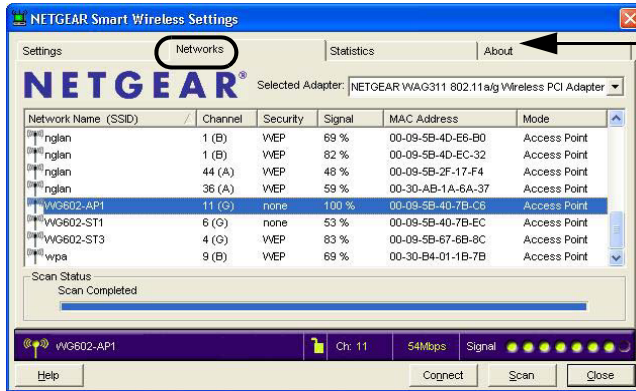 NETGEAR Smart Wireless Settings
Settings Networks Statistics About
NETGEAR® Selected Adapter: NETGEAR WAG311 802.11a/g Wireless PCI Adapter
Network Name (SSID) Channel Security Signal MAC Address Mode
nglan 1 (B) WEP 69 % 00-09-5B-4D-E6-B0 Access Point
nglan 1 (B) WEP 82 % 00-09-5B-4D-EC-32 Access Point
nglan 44 (A) WEP 48 % 00-09-5B-2F-17-F4 Access Point
nglan 36 (A) WEP 59 % 00-30-AB-1A-6A-37 Access Point
WG602-AP1 11 (G) none 100 % 00-09-5B-40-7B-C6 Access Point
WG602-ST1 6 (G) none 53 % 00-09-5B-40-7B-EC Access Point
WG602-ST3 4 (G) WEP 83 % 00-09-5B-67-6B-8C Access Point
wpa 9 (B) WEP 69 % 00-30-B4-01-1B-7B Access Point
Scan Status
Scan Completed
WG602-AP1 Ch: 11 54Mbps Signal
Help Connect Scan Close